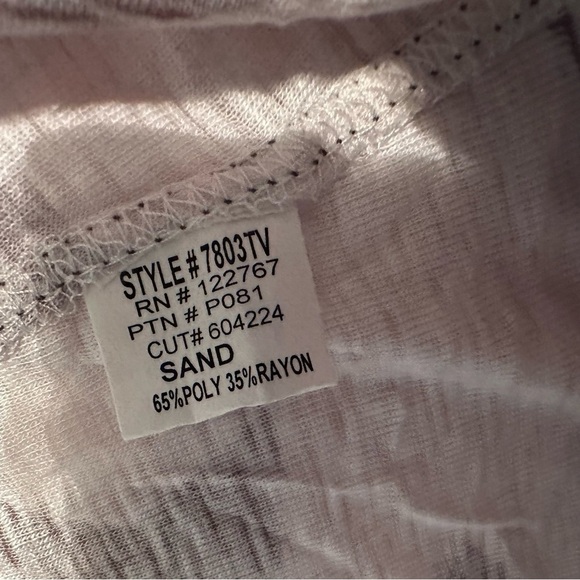 STYLE # 7803TV
RN # 122767
PTN # P081
CUT# 604224
SAND
65%POLY 35%RAYON